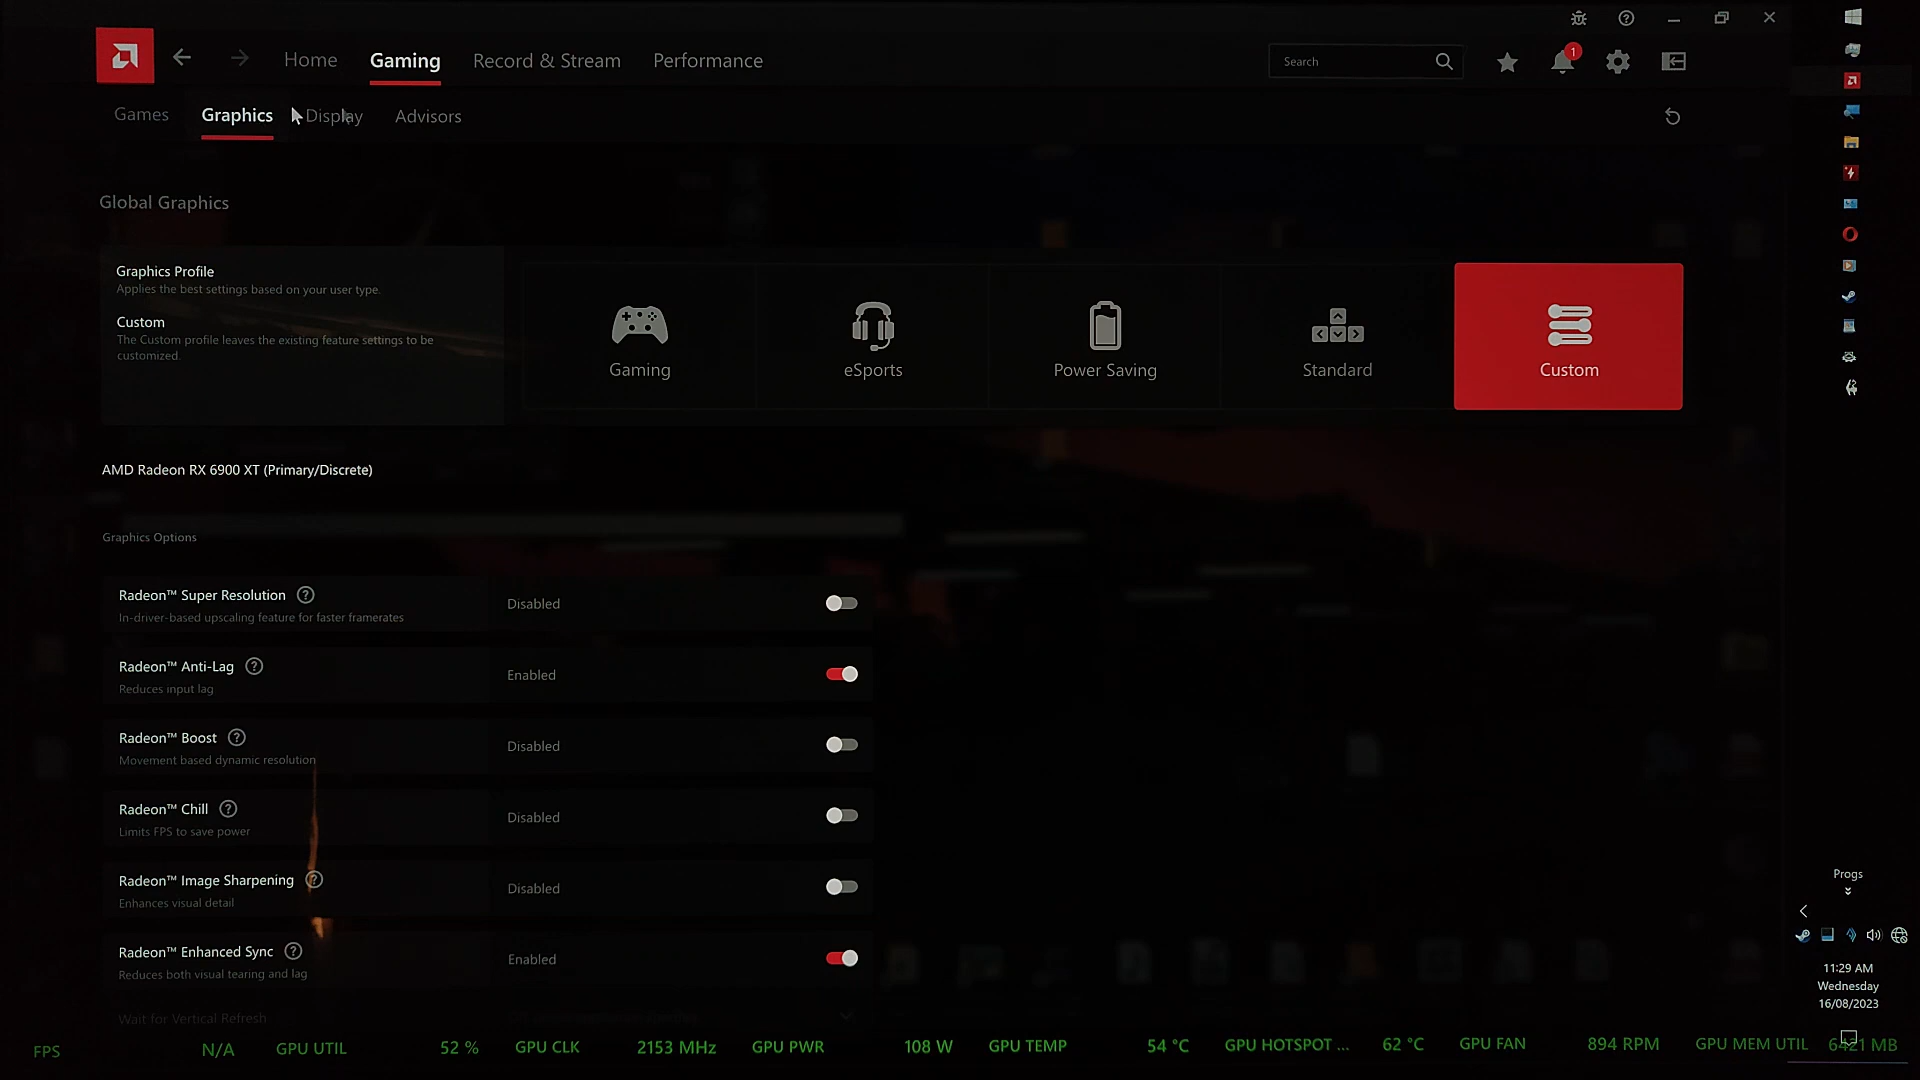 Home
Gaming
Record & Stream
Performance
Search
1
Games
Graphics
Display
Advisors
Global Graphics
Graphics Profile
Applies the best settings based on your user type.
Custom
The Custom profile leaves the existing feature settings to be
customized.
Gaming
eSports
Power Saving
Standard
Custom
AMD Radeon RX 6900 XT (Primary/Discrete)
Graphics Options
Radeon™ Super Resolution ?
In-driver-based upscaling feature for faster framerates
Disabled
Radeon™ Anti-Lag ?
Reduces input lag
Enabled
Radeon™ Boost ?
Movement based dynamic resolution
Disabled
Radeon™ Chill ?
Limits FPS to save power
Disabled
Radeon™ Image Sharpening ?
Enhances visual detail
Disabled
Radeon™ Enhanced Sync ?
Reduces both visual tearing and lag
Enabled
Wait for Vertical Refresh
Progs
11:29 AM
Wednesday
16/08/2023
FPS N/A GPU UTIL 52 % GPU CLK 2153 MHz GPU PWR 108 W GPU TEMP 54 °C GPU HOTSPOT ... 62 °C GPU FAN 894 RPM GPU MEM UTIL 6421 MB